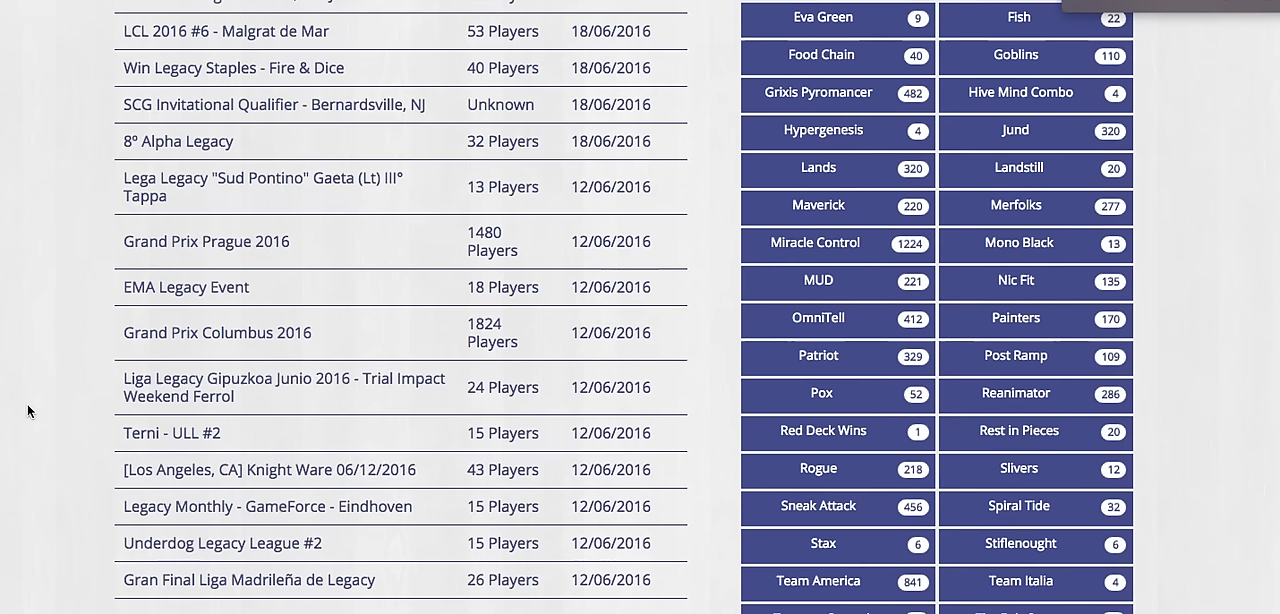 LCL 2016 #6 - Malgrat de Mar 53 Players 18/06/2016
Win Legacy Staples - Fire & Dice 40 Players 18/06/2016
SCG Invitational Qualifier - Bernardsville, NJ Unknown 18/06/2016
8° Alpha Legacy 32 Players 18/06/2016
Lega Legacy "Sud Pontino" Gaeta (Lt) III°
Tappa
13 Players 12/06/2016
Grand Prix Prague 2016
1480
Players
12/06/2016
EMA Legacy Event 18 Players 12/06/2016
Grand Prix Columbus 2016
1824
Players
12/06/2016
Liga Legacy Gipuzkoa Junio 2016 - Trial Impact
Weekend Ferrol
24 Players 12/06/2016
Terni - ULL #2 15 Players 12/06/2016
[Los Angeles, CA] Knight Ware 06/12/2016 43 Players 12/06/2016
Legacy Monthly - GameForce - Eindhoven 15 Players 12/06/2016
Underdog Legacy League #2 15 Players 12/06/2016
Gran Final Liga Madrileña de Legacy 26 Players 12/06/2016
Eva Green 9 Fish 22
Food Chain 40 Goblins 110
Grixis Pyromancer 482 Hive Mind Combo 4
Hypergenesis 4 Jund 320
Lands 320 Landstill 20
Maverick 220 Merfolks 277
Miracle Control 1224 Mono Black 13
MUD 221 Nic Fit 135
OmniTell 412 Painters 170
Patriot 329 Post Ramp 109
Pox 52 Reanimator 286
Red Deck Wins 1 Rest in Pieces 20
Rogue 218 Slivers 12
Sneak Attack 456 Spiral Tide 32
Stax 6 Stiflenought 6
Team America 841 Team Italia 4